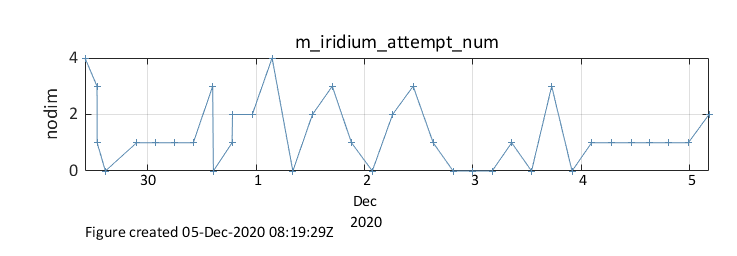 m_iridium_attempt_num
nodim
4
2
0
30 1 2 3 4 5
Dec
2020
Figure created 05-Dec-2020 08:19:29Z